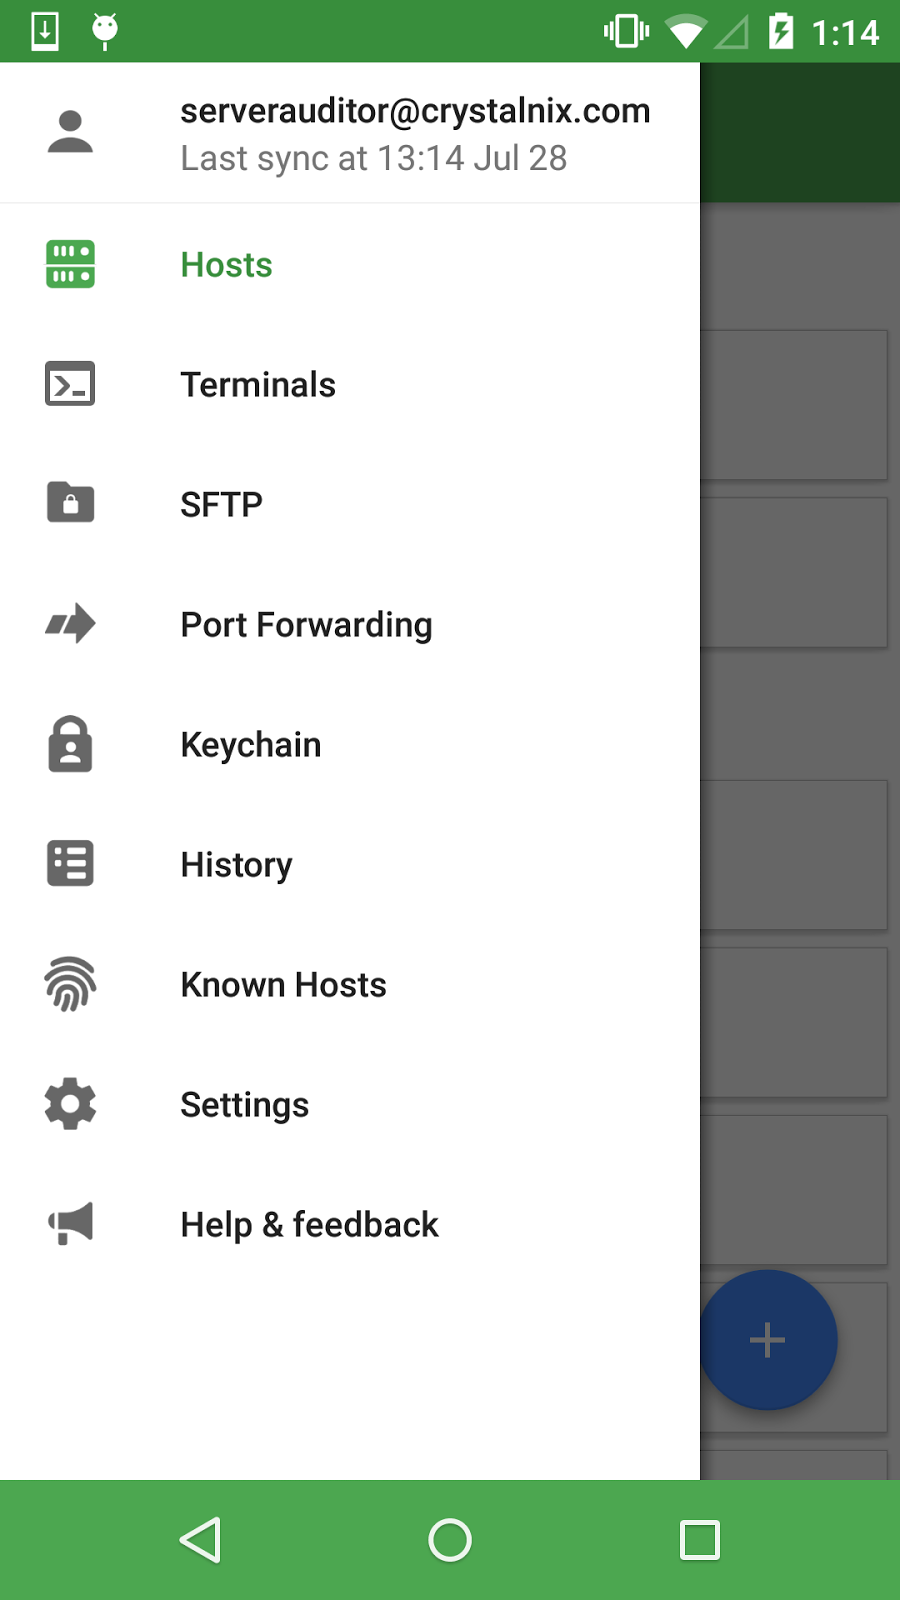 1:14
serverauditor@crystalnix.com
Last sync at 13:14 Jul 28
Hosts
Terminals
SFTP
Port Forwarding
Keychain
History
Known Hosts
Settings
Help & feedback